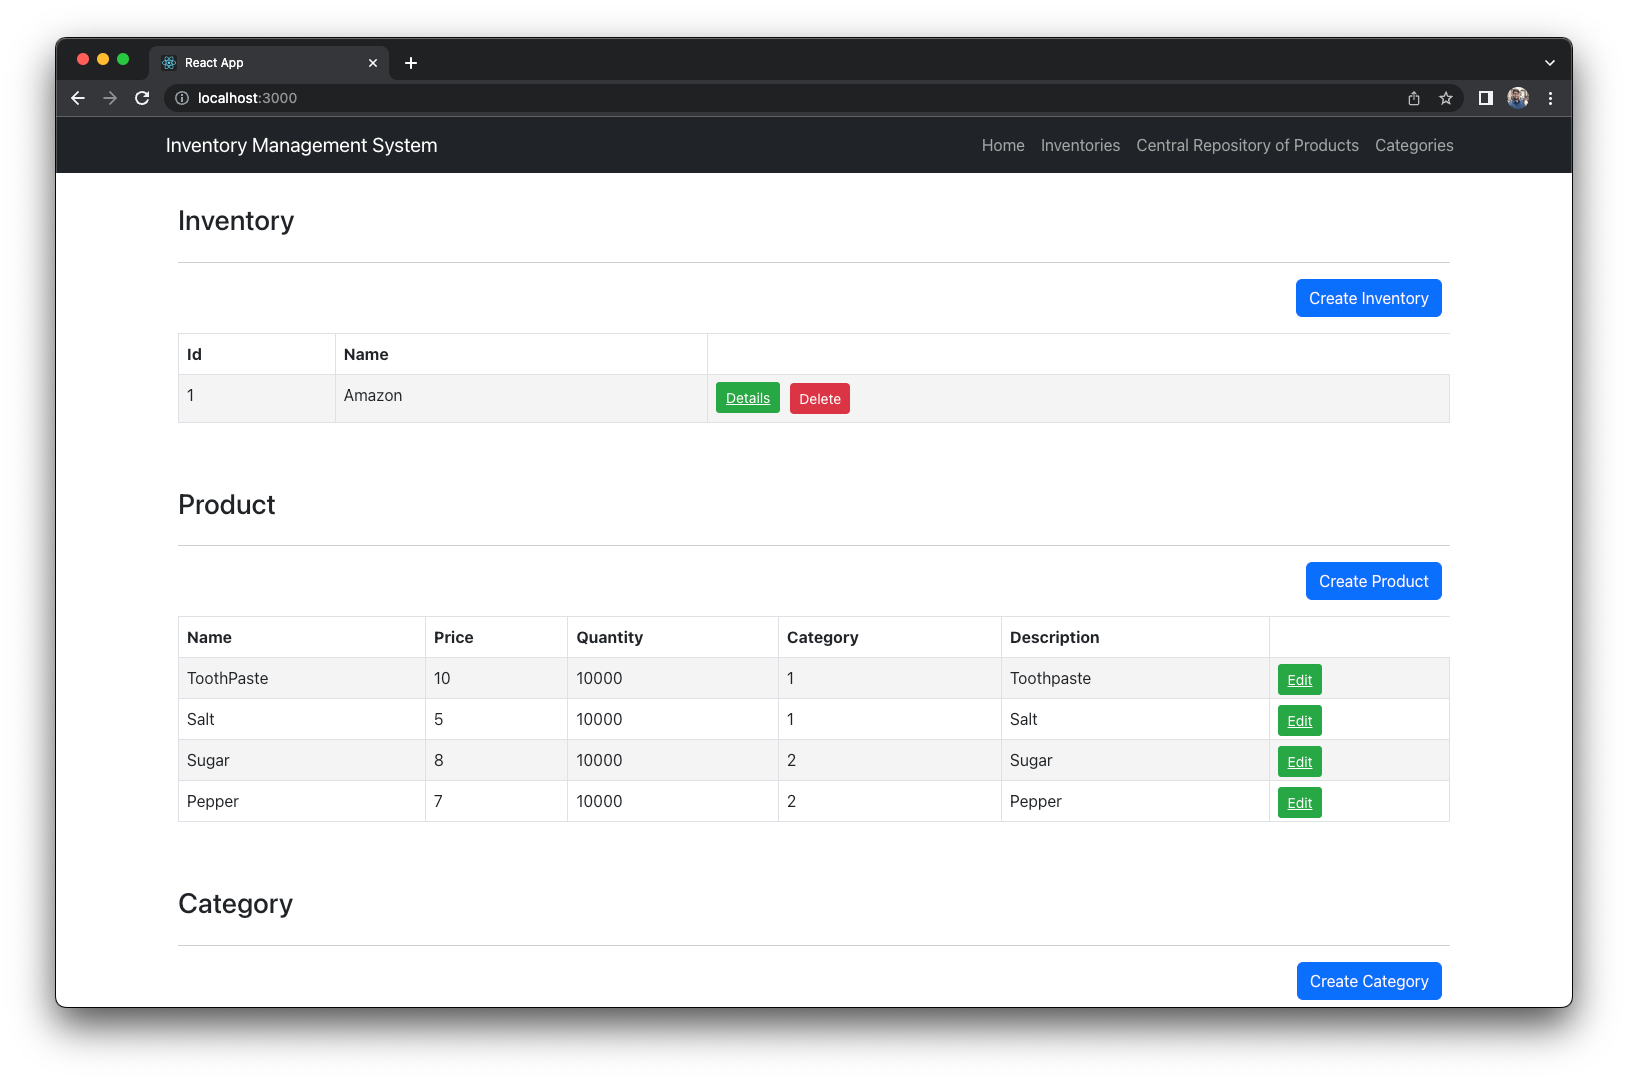 React App
localhost:3000
Inventory Management System Home Inventories Central Repository of Products Categories
Inventory
Create Inventory
Id Name
1 Amazon Details Delete
Product
Create Product
Name Price Quantity Category Description
ToothPaste 10 10000 1 Toothpaste Edit
Salt 5 10000 1 Salt Edit
Sugar 8 10000 2 Sugar Edit
Pepper 7 10000 2 Pepper Edit
Category
Create Category